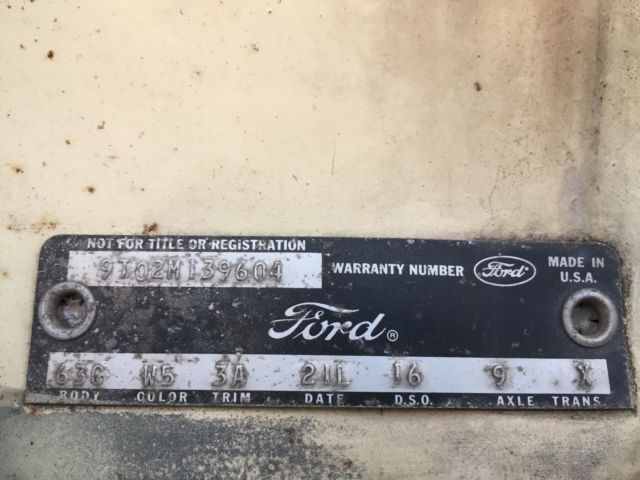 NOT FOR TITLE OR REGISTRATION
9T02M139604 WARRANTY NUMBER Ford MADE IN
U.S.A.
Ford®
63C W5 3A 21L 16 9 X
BODY COLOR TRIM DATE D.S.O. AXLE TRANS